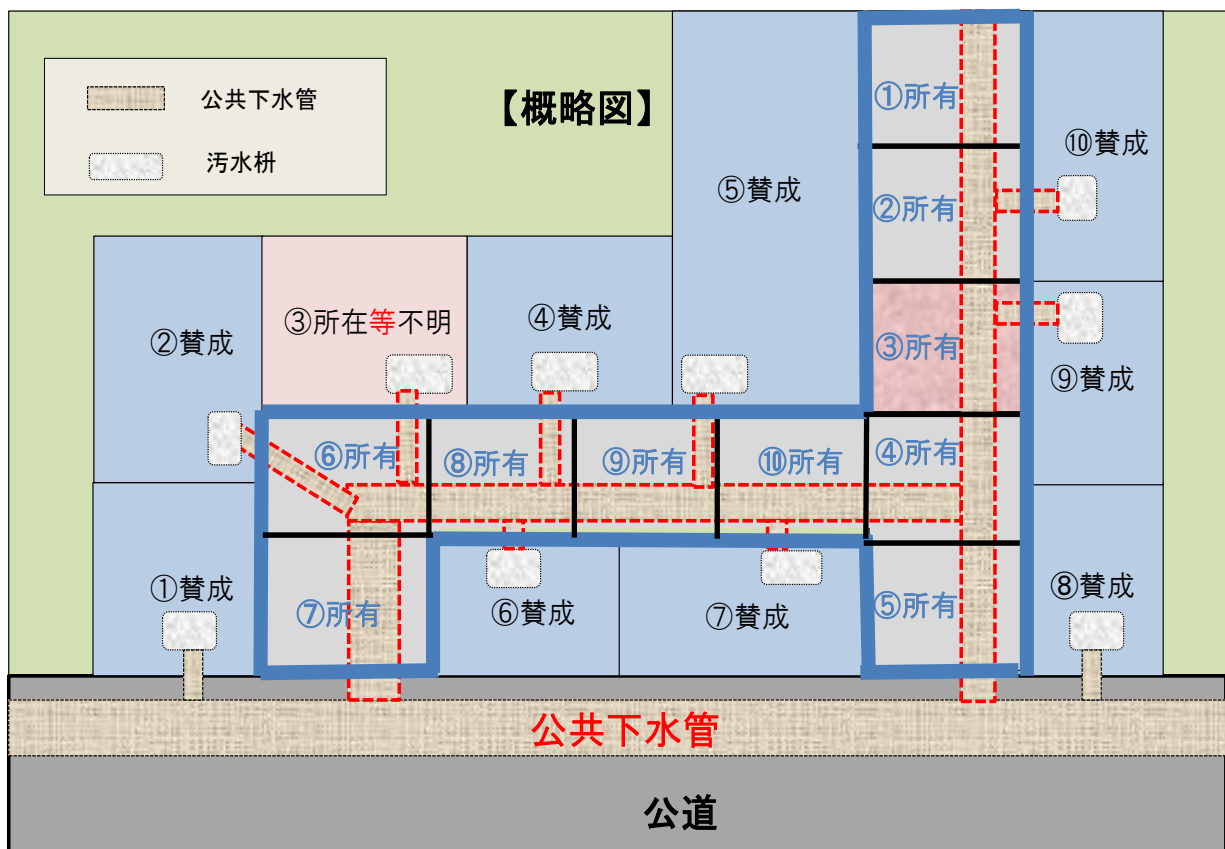 公共下水管
汚水枡
【概略図】
①所有
⑩賛成
⑤賛成
②所有
②賛成
③所在等不明
④賛成
③所有
⑨賛成
⑥所有
⑧所有
⑨所有
⑩所有
④所有
①賛成
⑦所有
⑥賛成
⑦賛成
⑤所有
⑧賛成
公共下水管
公道